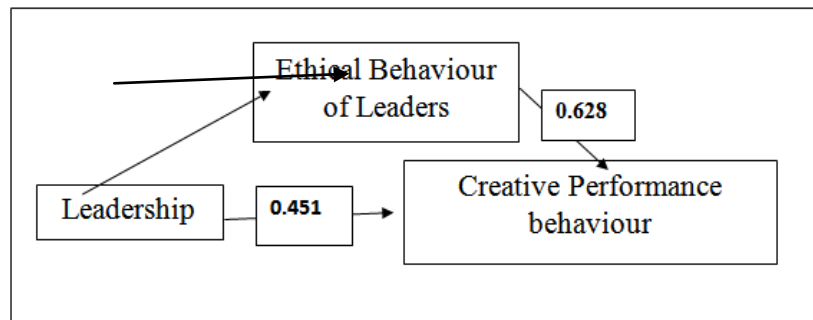 Ethical Behaviour
of Leaders
0.628
Leadership
0.451
Creative Performance
behaviour